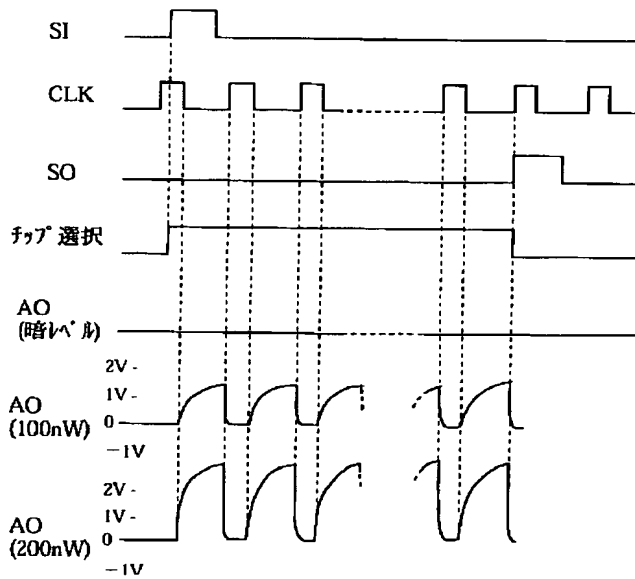 SI
CLK
SO
ﾁｯﾌﾟ選択
AO
(暗ﾚﾍﾞﾙ)
2V-
1V-
AO
(100nW)
0
-1V
2V-
1V-
AO
(200nW)
0
-1V